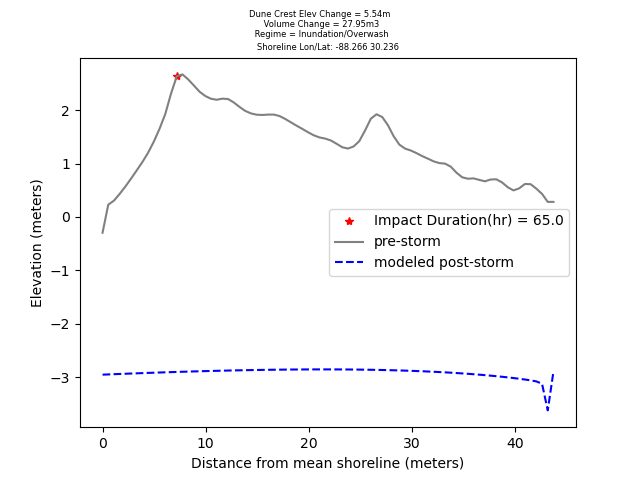 Dune Crest Elev Change = 5.54m
Volume Change = 27.95m3
Regime = Inundation/Overwash
Shoreline Lon/Lat: -88.266 30.236
2
1
0
−1
−2
−3
Elevation (meters)
Impact Duration(hr) = 65.0
pre-storm
modeled post-storm
0 10 20 30 40
Distance from mean shoreline (meters)